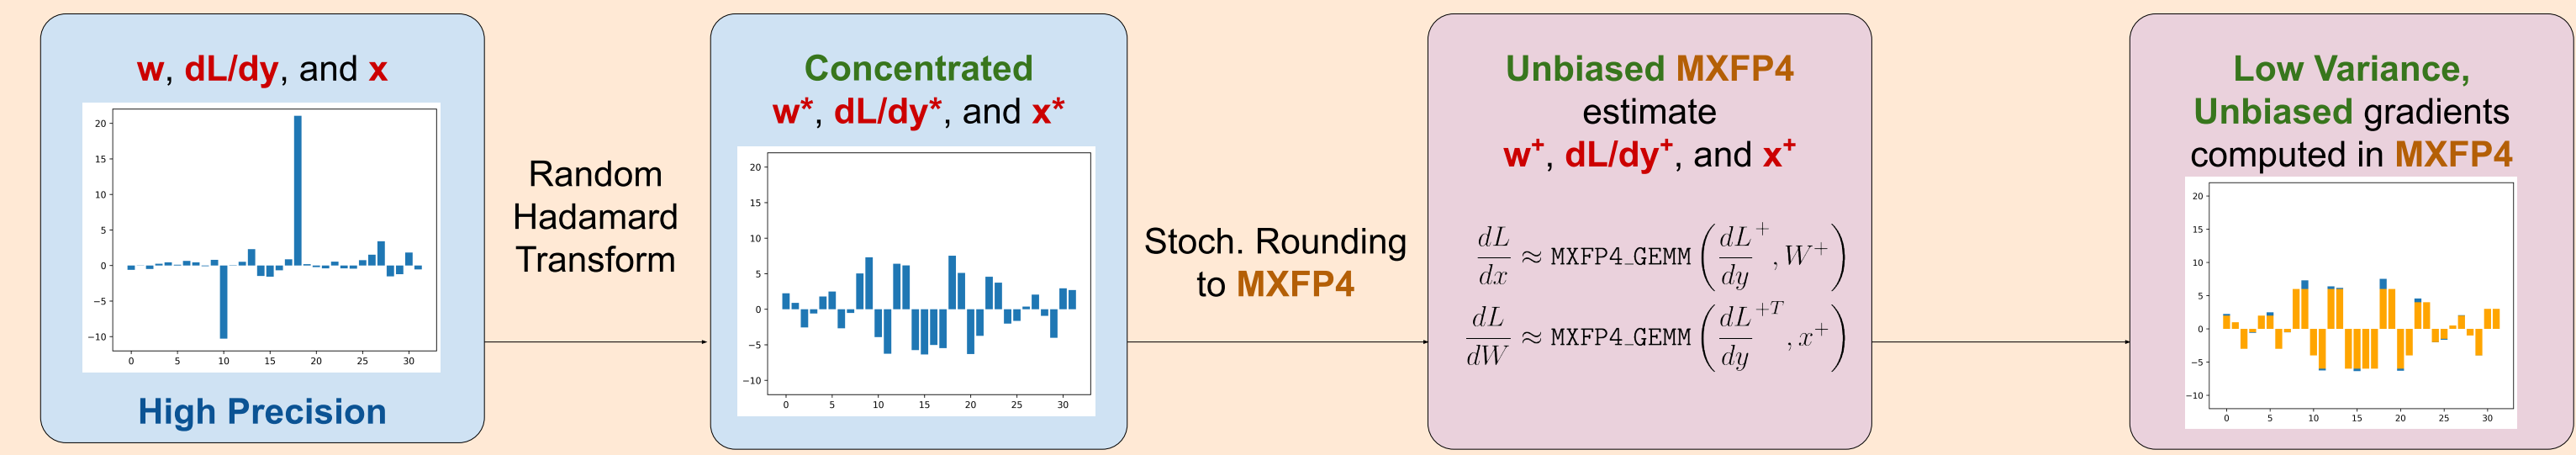 w, dL/dy, and x
20
15
10
5
0
−5
−10
0 5 10 15 20 25 30
High Precision
Random
Hadamard
Transform
Concentrated
w*, dL/dy*, and x*
20
15
10
5
0
−5
−10
0 5 10 15 20 25 30
Stoch. Rounding
to MXFP4
Unbiased MXFP4
estimate
w⁺, dL/dy⁺, and x⁺
dL/dx ≈ MXFP4_GEMM (dL/dy⁺, W⁺)
dL/dW ≈ MXFP4_GEMM (dL/dy⁺ᵀ, x⁺)
Low Variance,
Unbiased gradients
computed in MXFP4
20
15
10
5
0
−5
−10
0 5 10 15 20 25 30